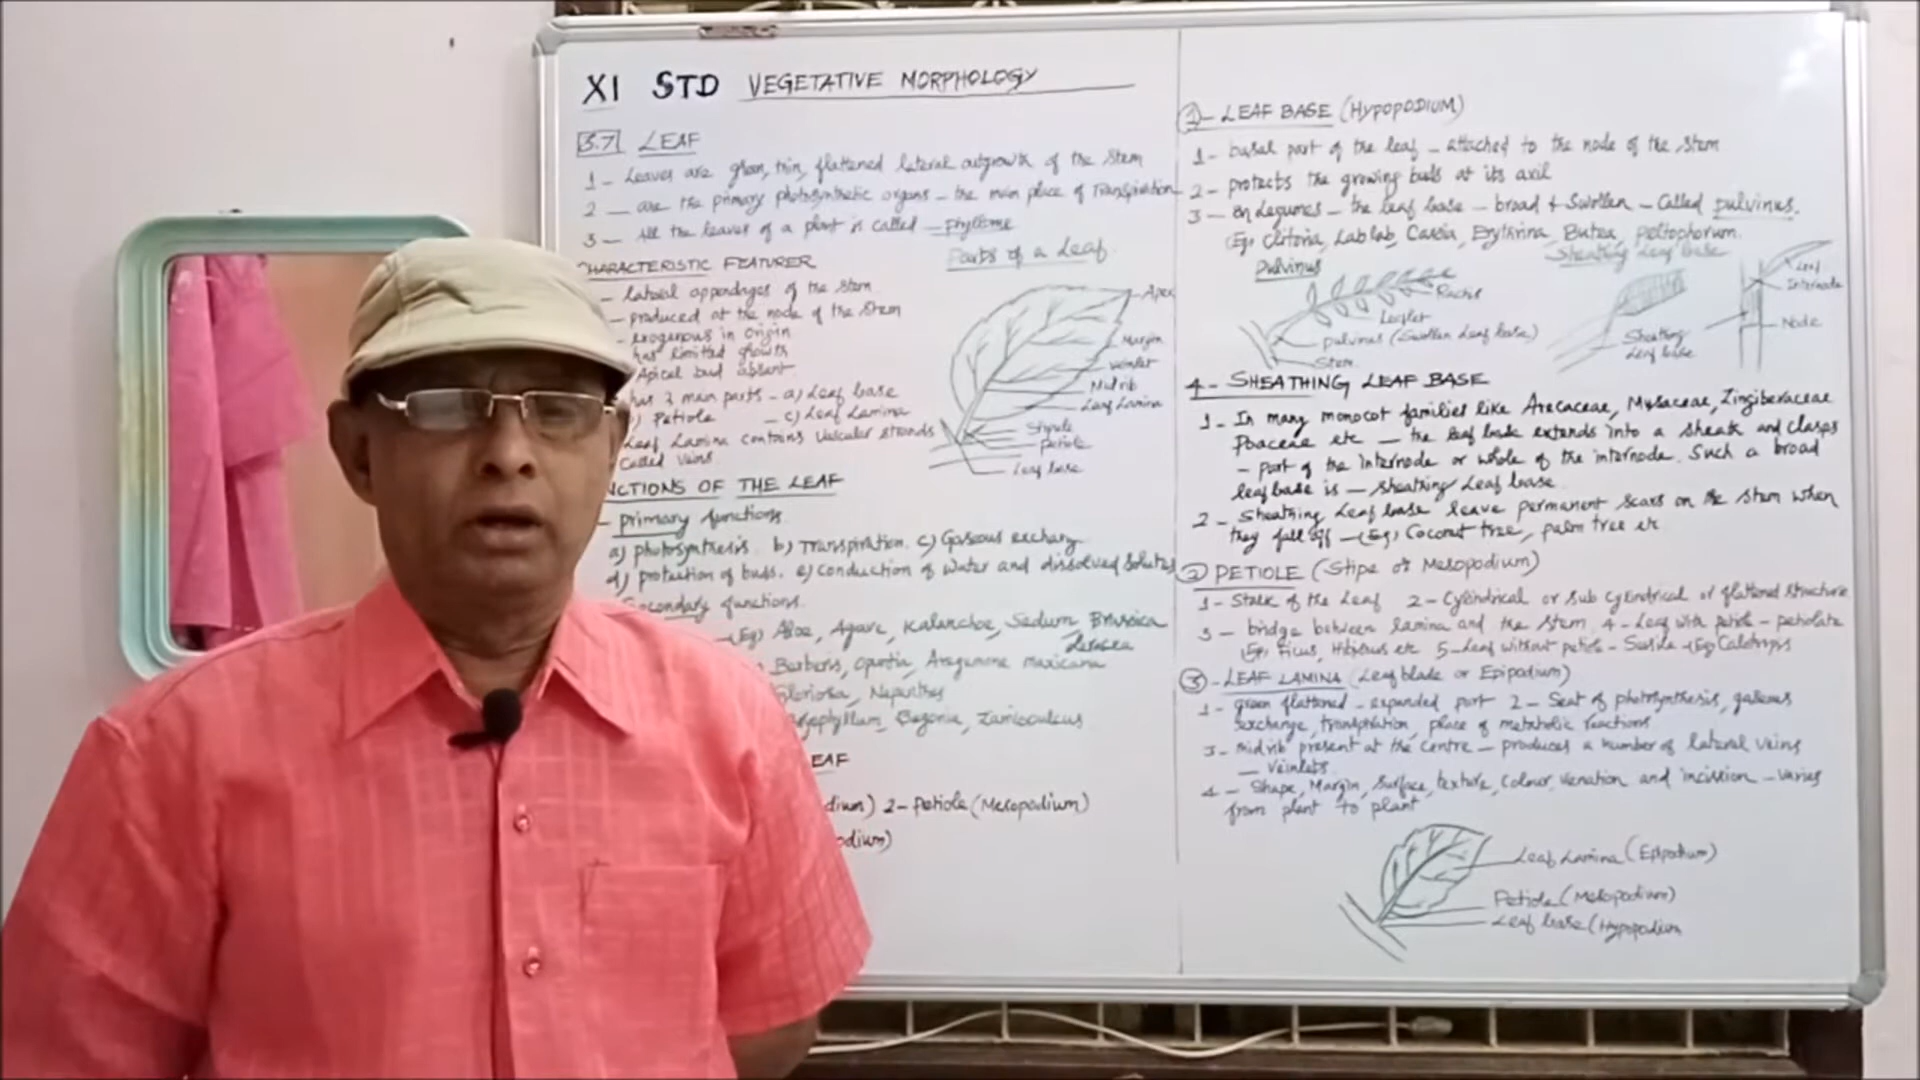 XI STD VEGETATIVE MORPHOLOGY
3.7 LEAF
1 - Leaves are green, thin, flattened lateral outgrowth of the stem
2 - are the primary photosynthetic organs - the main place of Transpiration
3 - All the leaves of a plant is called - phyllome
CHARACTERISTIC FEATURER
- lateral appendages of the stem
- produced at the node of the stem
- exogenous in origin
has limited growth
Apical bud absent
has 3 main parts - a) Leaf base
) Petiole - c) Leaf Lamina
Leaf Lamina contains vascular strands
called veins
Parts of a Leaf
Apex
Margin
veinlet
Midrib
Leaf Lamina
Stipule
petiole
Leaf base
NCTIONS OF THE LEAF
- primary functions
a) photosynthesis. b) Transpiration. c) Gaseous exchang
d) protection of buds. e) conduction of water and dissolved Solutes
Secondary functions.
- (Eg) Aloe, Agave, Kalanchoe, Sedum, Brassica
Barberis, opuntia, Aregemone maxicana
Gloriosa, Nepenthes
Begonia, Zamioculcus
EAF
dium) 2 - Petiole (Mesopodium)
odium)
1 - LEAF BASE (HYPOPODIUM)
1 - basal part of the leaf - attached to the node of the stem
2 - protects the growing buds at its axil
3 - In Legumes - the leaf base - broad & Swollen - called pulvinus.
(Eg) Clitoria, Lablab, Cassia, Erythrina, Butea, Peltophorum.
Pulvinus
Rachis
Leaflet
pulvinus (Swollen Leaf base)
Stem
Sheathing Leaf base
Sheathing
Leaf base
Leaf
Internode
Node
4 - SHEATHING LEAF BASE
1 - In many monocot families like Arecaceae, Musaceae, Zingiberaceae
Poaceae etc - the leaf base extends into a sheath and clasps
- part of the internode or whole of the internode. Such a broad
leaf base is - sheathing Leaf base.
2 - Sheathing Leaf base leave permanent scars on the stem when
they fall off - (Eg) Coconut tree, palm tree etc
2 PETIOLE (Stipe or Mesopodium)
1 - Stalk of the Leaf 2 - Cylindrical or sub cylindrical or flattened structure
3 - bridge between lamina and the stem 4 - Leaf with petiole - petiolate
(Eg) Ficus, Hibiscus etc 5 - Leaf without petiole - Sessile - (Eg) Calotropis
3 - LEAF LAMINA (Leaf blade or Epipodium)
1 - green flattened - expanded part 2 - Seat of photosynthesis, gaseous
exchange, transpiration, place of metabolic reactions
3 - midrib present at the centre - produces a number of lateral veins
- Veinlets.
4 - Shape, Margin, surface, texture, colour, venation and incission - varies
from plant to plant
Leaf Lamina (Epipodium)
Petiole (Mesopodium)
Leaf base (Hypopodium